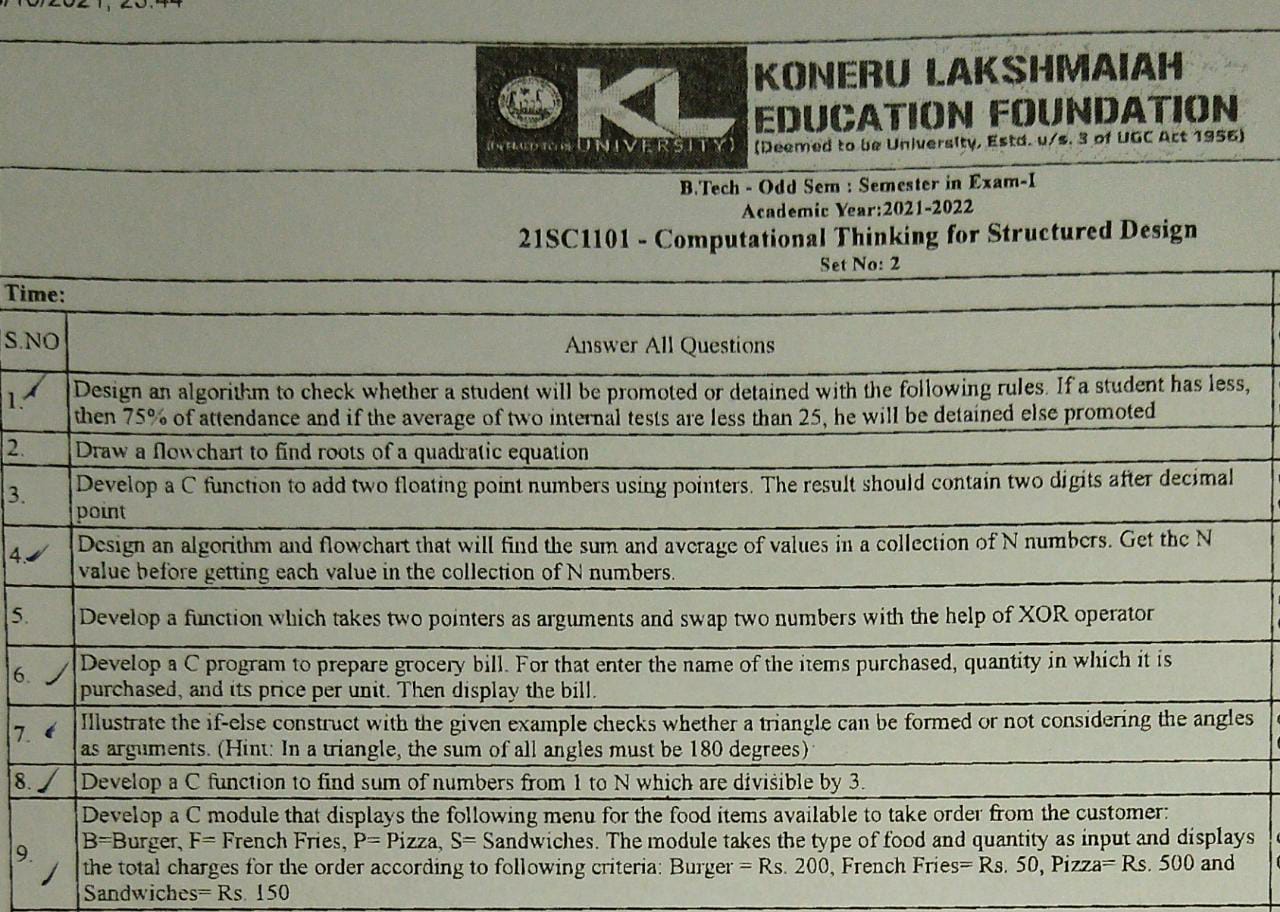 KL
UNIVERSITY)
KONERU LAKSHMAIAH
EDUCATION FOUNDATION
(Deemed to be University, Estd. u/s. 3 of UGC Act 1956)
B.Tech - Odd Sem : Semester in Exam-I
Academic Year:2021-2022
21SC1101 - Computational Thinking for Structured Design
Set No: 2
Time:
S.NO Answer All Questions
1. Design an algorithm to check whether a student will be promoted or detained with the following rules. If a student has less,
then 75% of attendance and if the average of two internal tests are less than 25, he will be detained else promoted
2. Draw a flowchart to find roots of a quadratic equation
3. Develop a C function to add two floating point numbers using pointers. The result should contain two digits after decimal
point
4. Design an algorithm and flowchart that will find the sum and average of values in a collection of N numbers. Get the N
value before getting each value in the collection of N numbers.
5. Develop a function which takes two pointers as arguments and swap two numbers with the help of XOR operator
6. Develop a C program to prepare grocery bill. For that enter the name of the items purchased, quantity in which it is
purchased, and its price per unit. Then display the bill.
7. Illustrate the if-else construct with the given example checks whether a triangle can be formed or not considering the angles
as arguments. (Hint: In a triangle, the sum of all angles must be 180 degrees)
8. Develop a C function to find sum of numbers from 1 to N which are divisible by 3.
9. Develop a C module that displays the following menu for the food items available to take order from the customer:
B=Burger, F= French Fries, P= Pizza, S= Sandwiches. The module takes the type of food and quantity as input and displays
the total charges for the order according to following criteria: Burger = Rs. 200, French Fries= Rs. 50, Pizza= Rs. 500 and
Sandwiches= Rs. 150